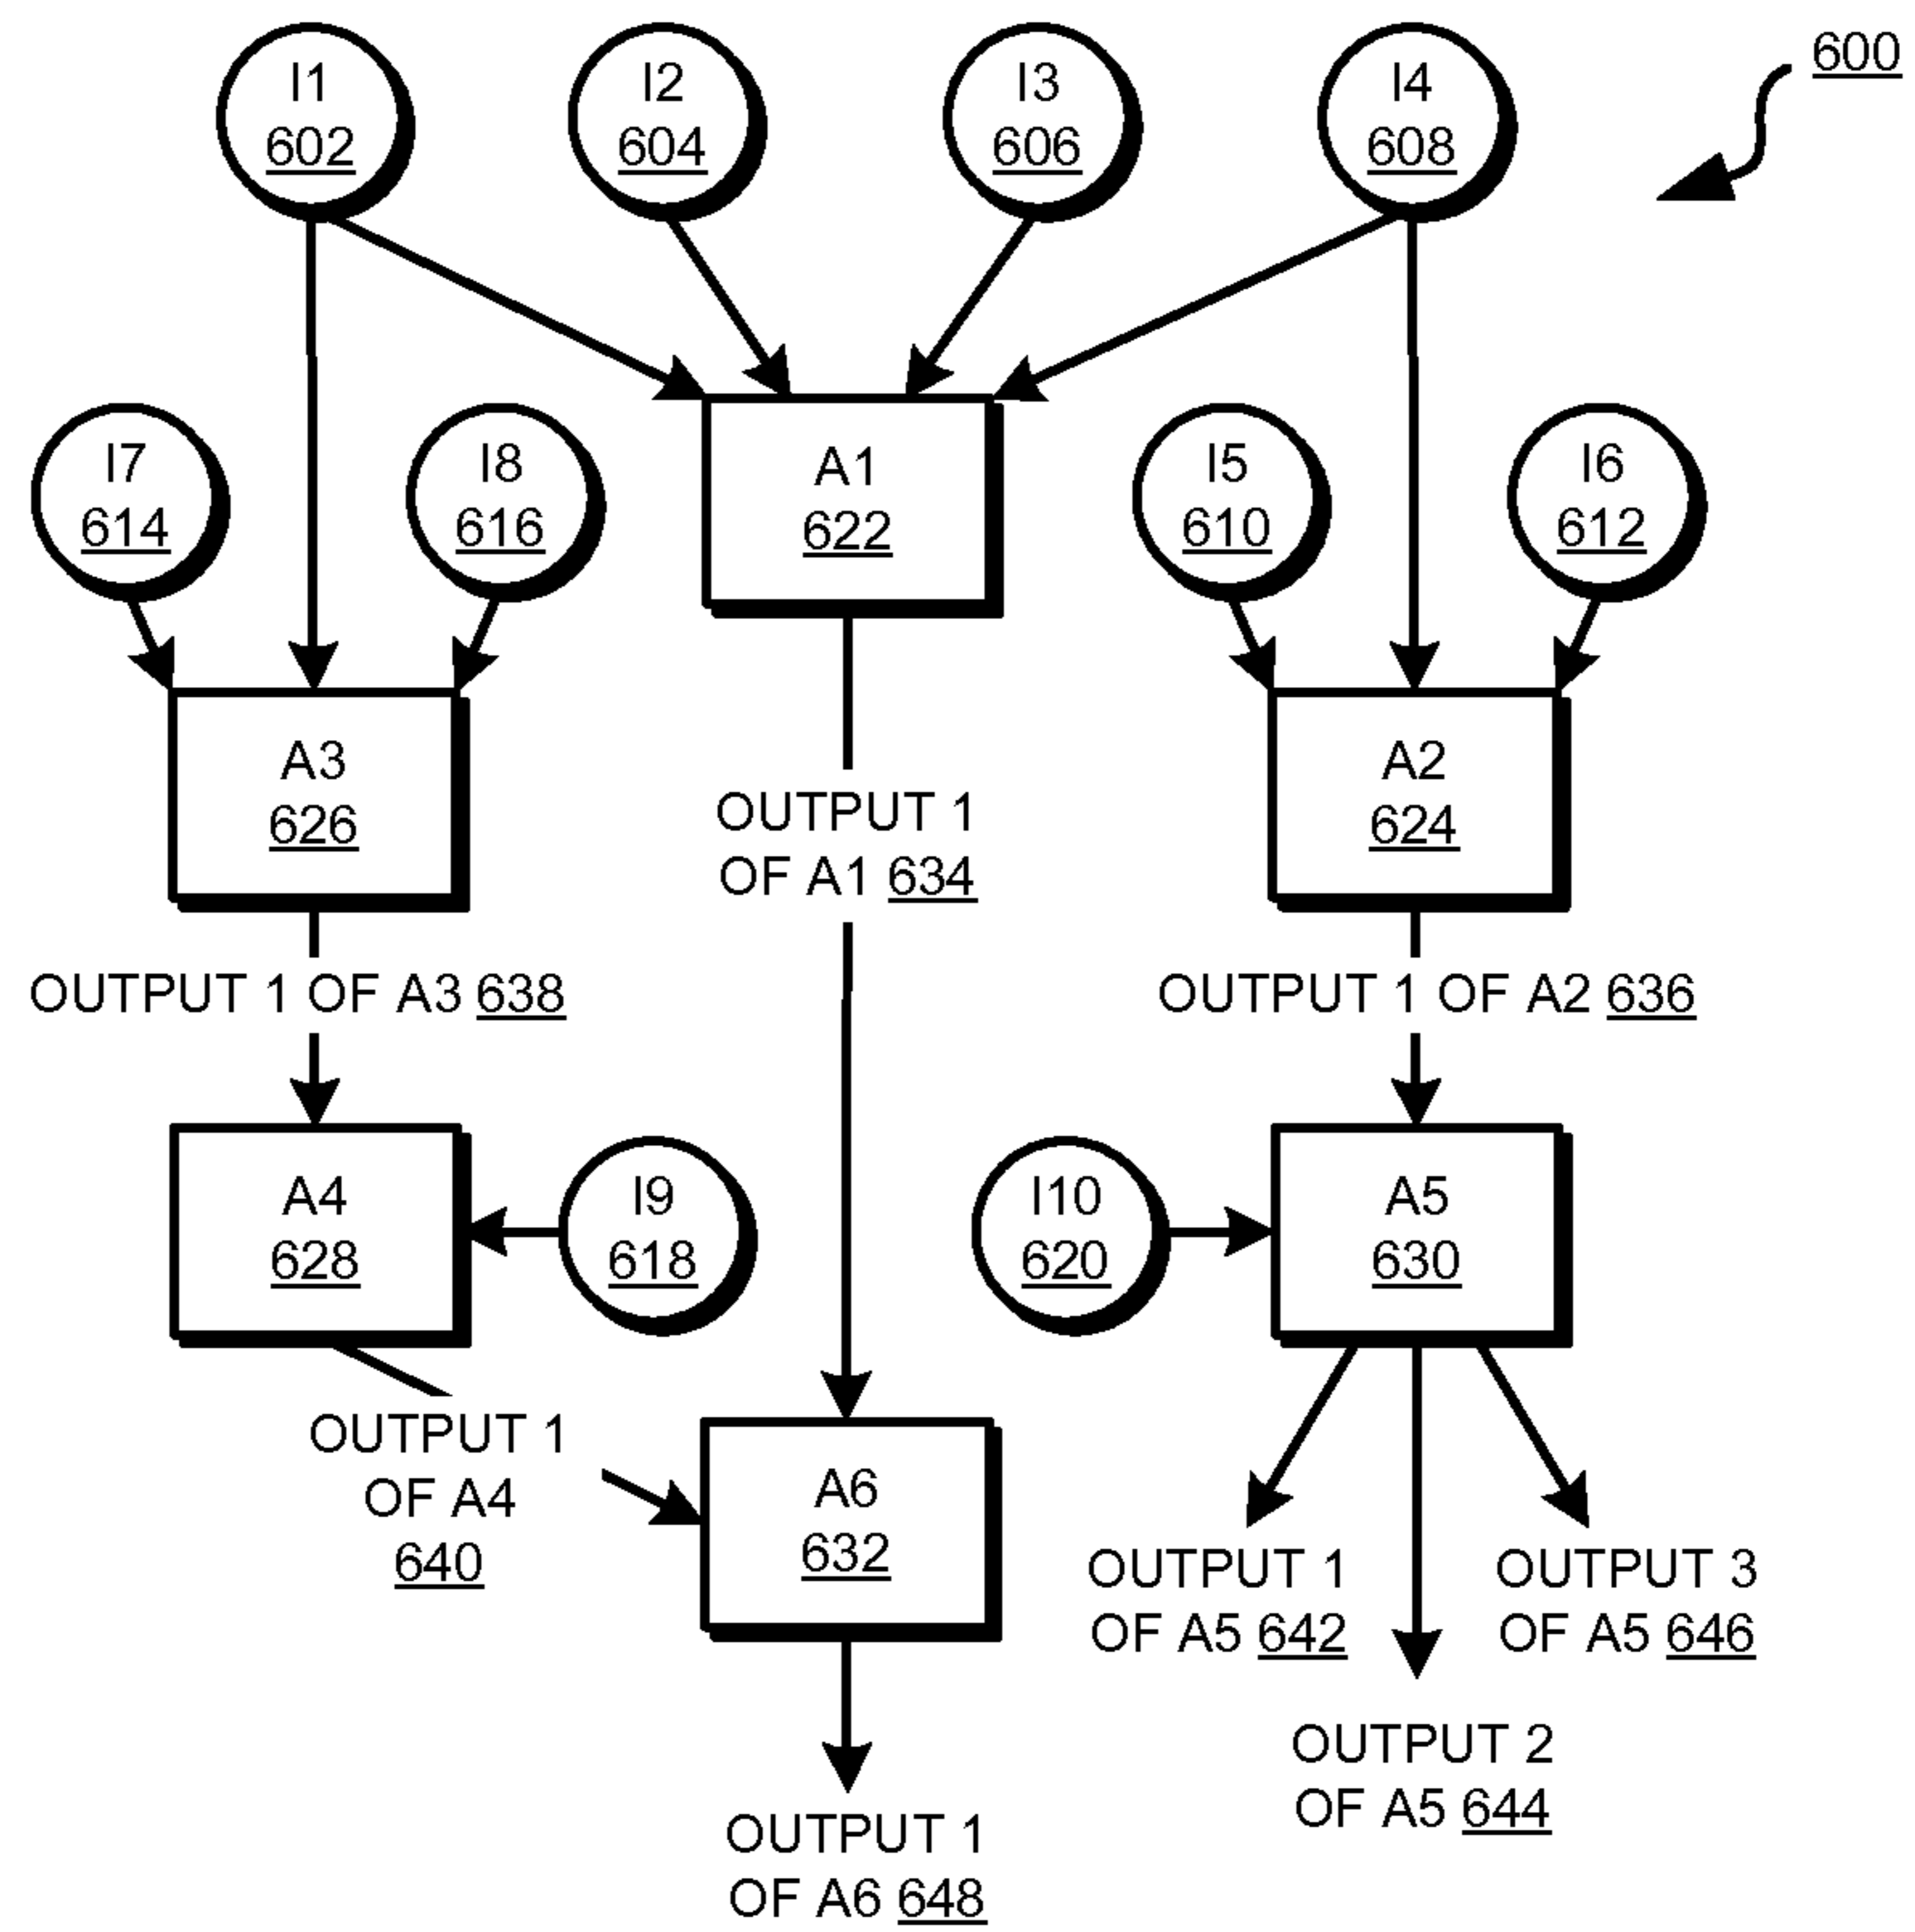 600
I1
602
I2
604
I3
606
I4
608
I7
614
I8
616
A1
622
I5
610
I6
612
A3
626
OUTPUT 1
OF A1 634
A2
624
OUTPUT 1 OF A3 638
OUTPUT 1 OF A2 636
A4
628
I9
618
I10
620
A5
630
OUTPUT 1
OF A4
640
A6
632
OUTPUT 1
OF A5 642
OUTPUT 3
OF A5 646
OUTPUT 2
OF A5 644
OUTPUT 1
OF A6 648